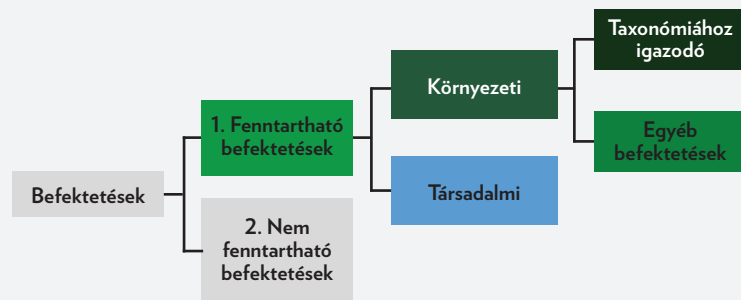 Befektetések
1. Fenntartható
befektetések
2. Nem
fenntartható
befektetések
Környezeti
Társadalmi
Taxonómiához
igazodó
Egyéb
befektetések